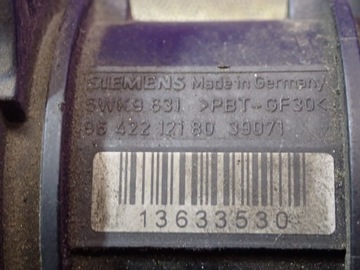 SIEMENS Made in Germany
5WK9 631 >PBT-GF30<
96 422 121 80 39071
13633530